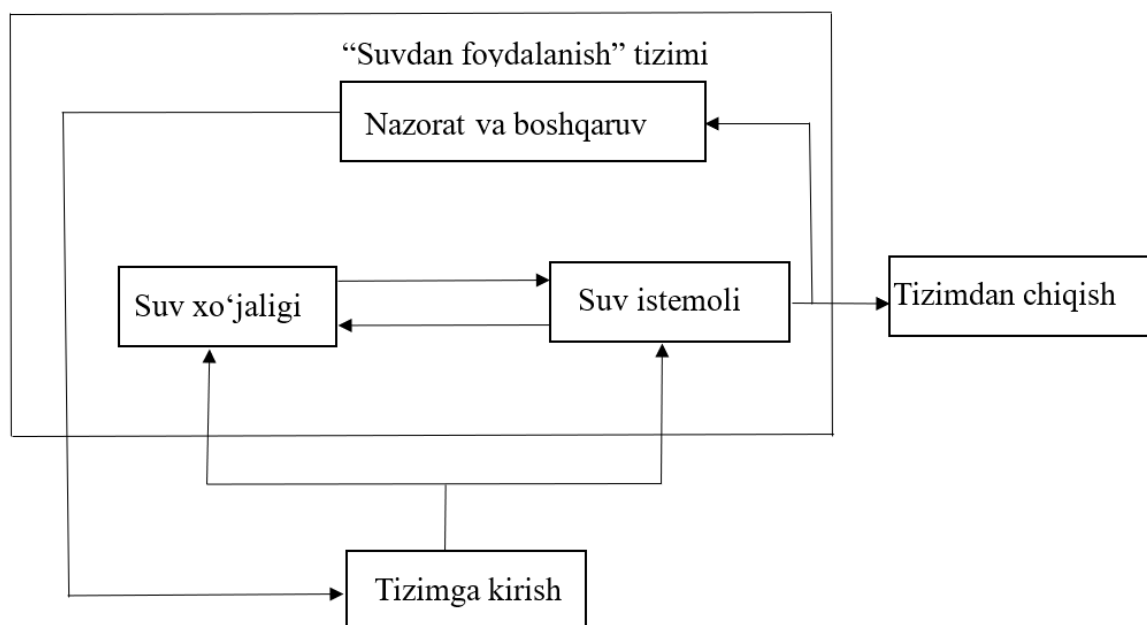 “Suvdan foydalanish” tizimi
Nazorat va boshqaruv
Suv xo‘jaligi
Suv istemoli
Tizimdan chiqish
Tizimga kirish